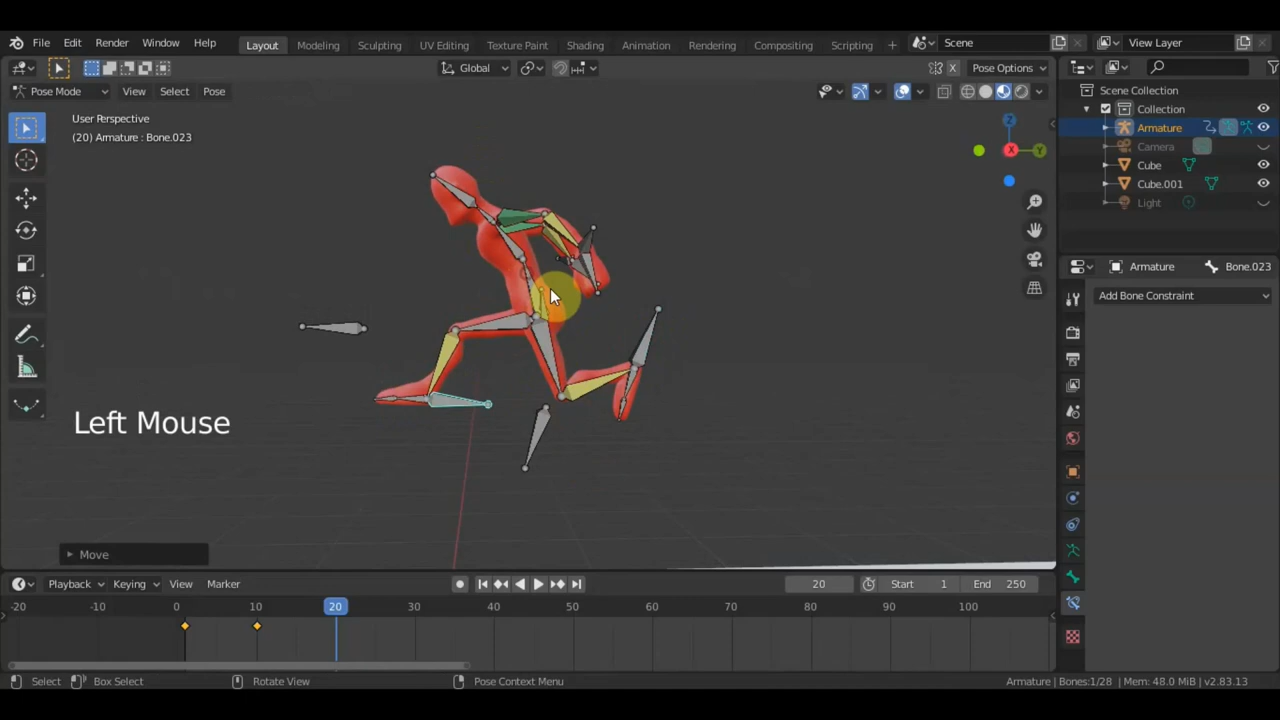 File Edit Render Window Help
Layout Modeling Sculpting UV Editing Texture Paint Shading Animation Rendering Compositing Scripting +
Scene View Layer
Global Pose Options
X
Pose Mode View Select Pose
User Perspective
(20) Armature : Bone.023
Z
X
Y
Scene Collection
Collection
Armature
Camera
Cube
Cube.001
Light
Armature Bone.023
Add Bone Constraint
Left Mouse
Move
Playback Keying View Marker
20 Start 1 End 250
-20 -10 0 10 20 30 40 50 60 70 80 90 100
Select Box Select Rotate View Pose Context Menu Armature | Bones:1/28 | Mem: 48.0 MiB | v2.83.13